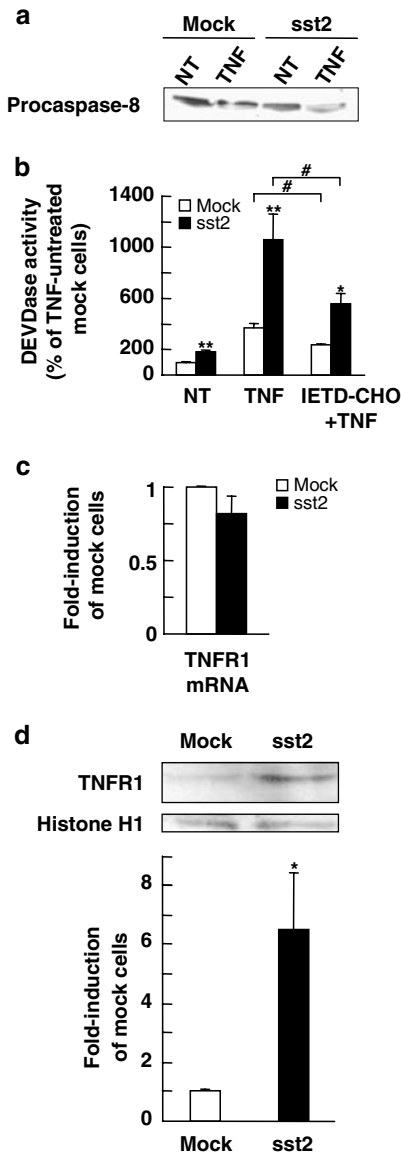 a
Mock sst2
NT TNF NT TNF
Procaspase-8
b
# #
DEVDase activity
(% of TNF-untreated
mock cells)
1400
1000
600
400
200
0
Mock
sst2
** ** *
NT TNF IETD-CHO
+TNF
c
Fold-induction
of mock cells
1
0.5
0
Mock
sst2
TNFR1
mRNA
d
Mock sst2
TNFR1
Histone H1
Fold-induction
of mock cells
8
6
4
2
0
*
Mock sst2